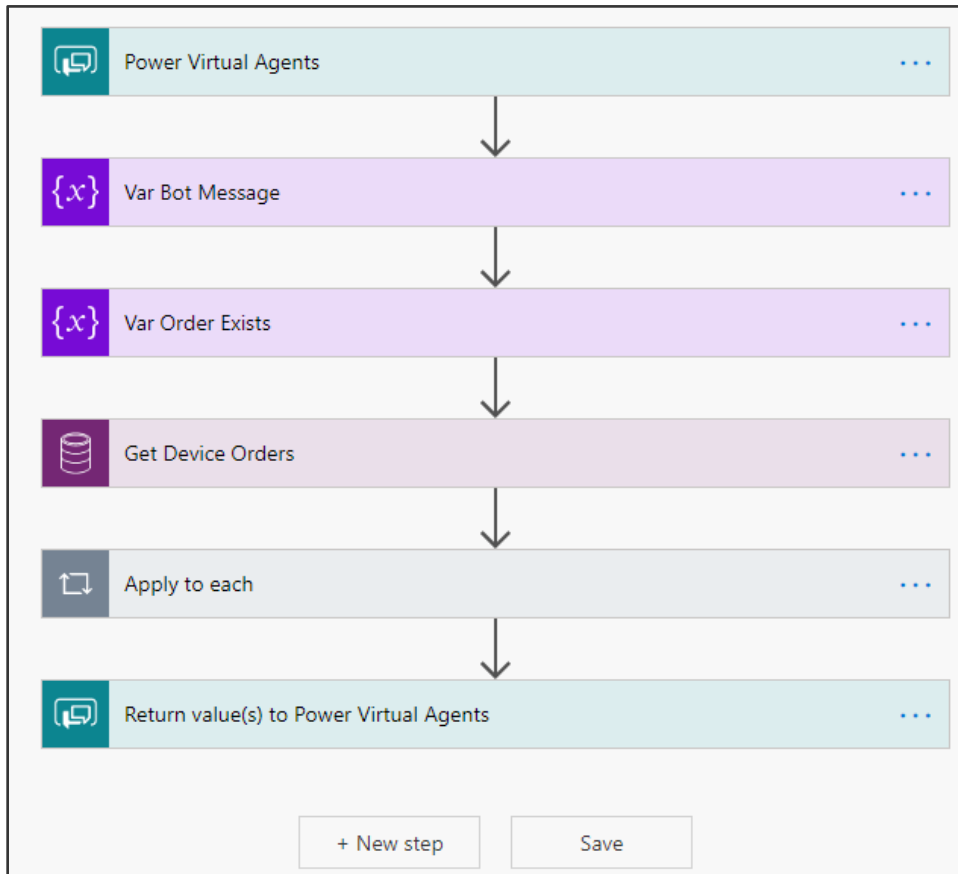 Power Virtual Agents
...
{x} Var Bot Message
...
{x} Var Order Exists
...
Get Device Orders
...
Apply to each
...
Return value(s) to Power Virtual Agents
...
+ New step
Save